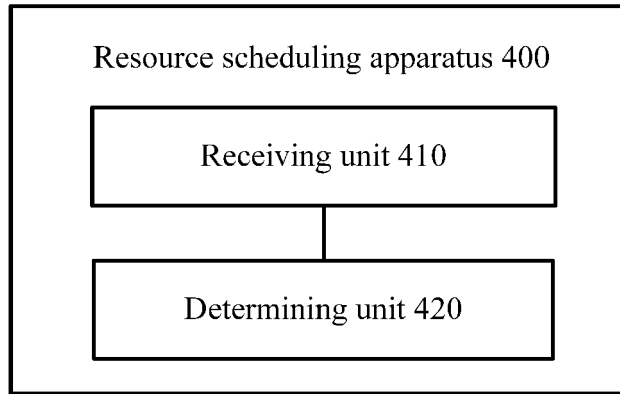 Resource scheduling apparatus 400
Receiving unit 410
Determining unit 420